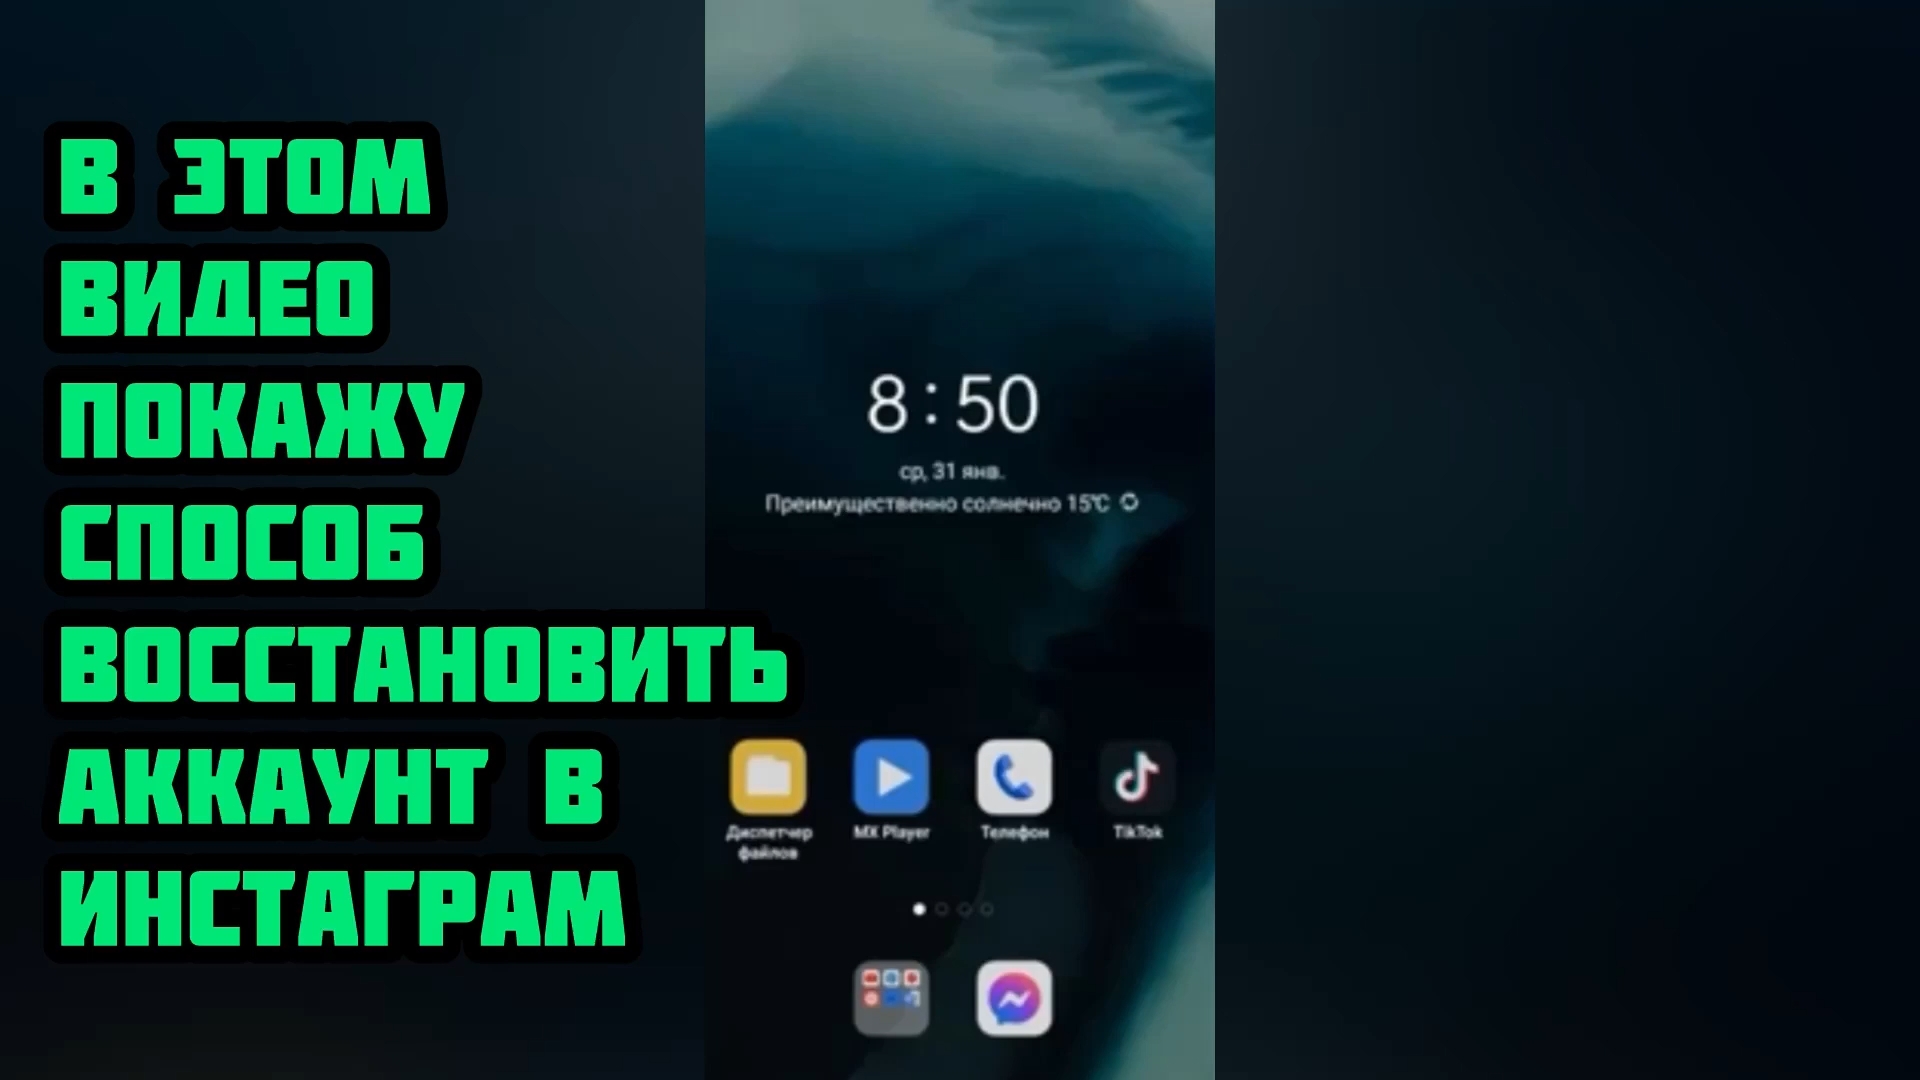 В ЭТОМ
ВИДЕО
ПОКАЖУ
СПОСОБ
ВОССТАНОВИТЬ
АККАУНТ В
ИНСТАГРАМ
8:50
ср, 31 янв.
Преимущественно солнечно 15°C
Диспетчер файлов
MX Player
Телефон
TikTok